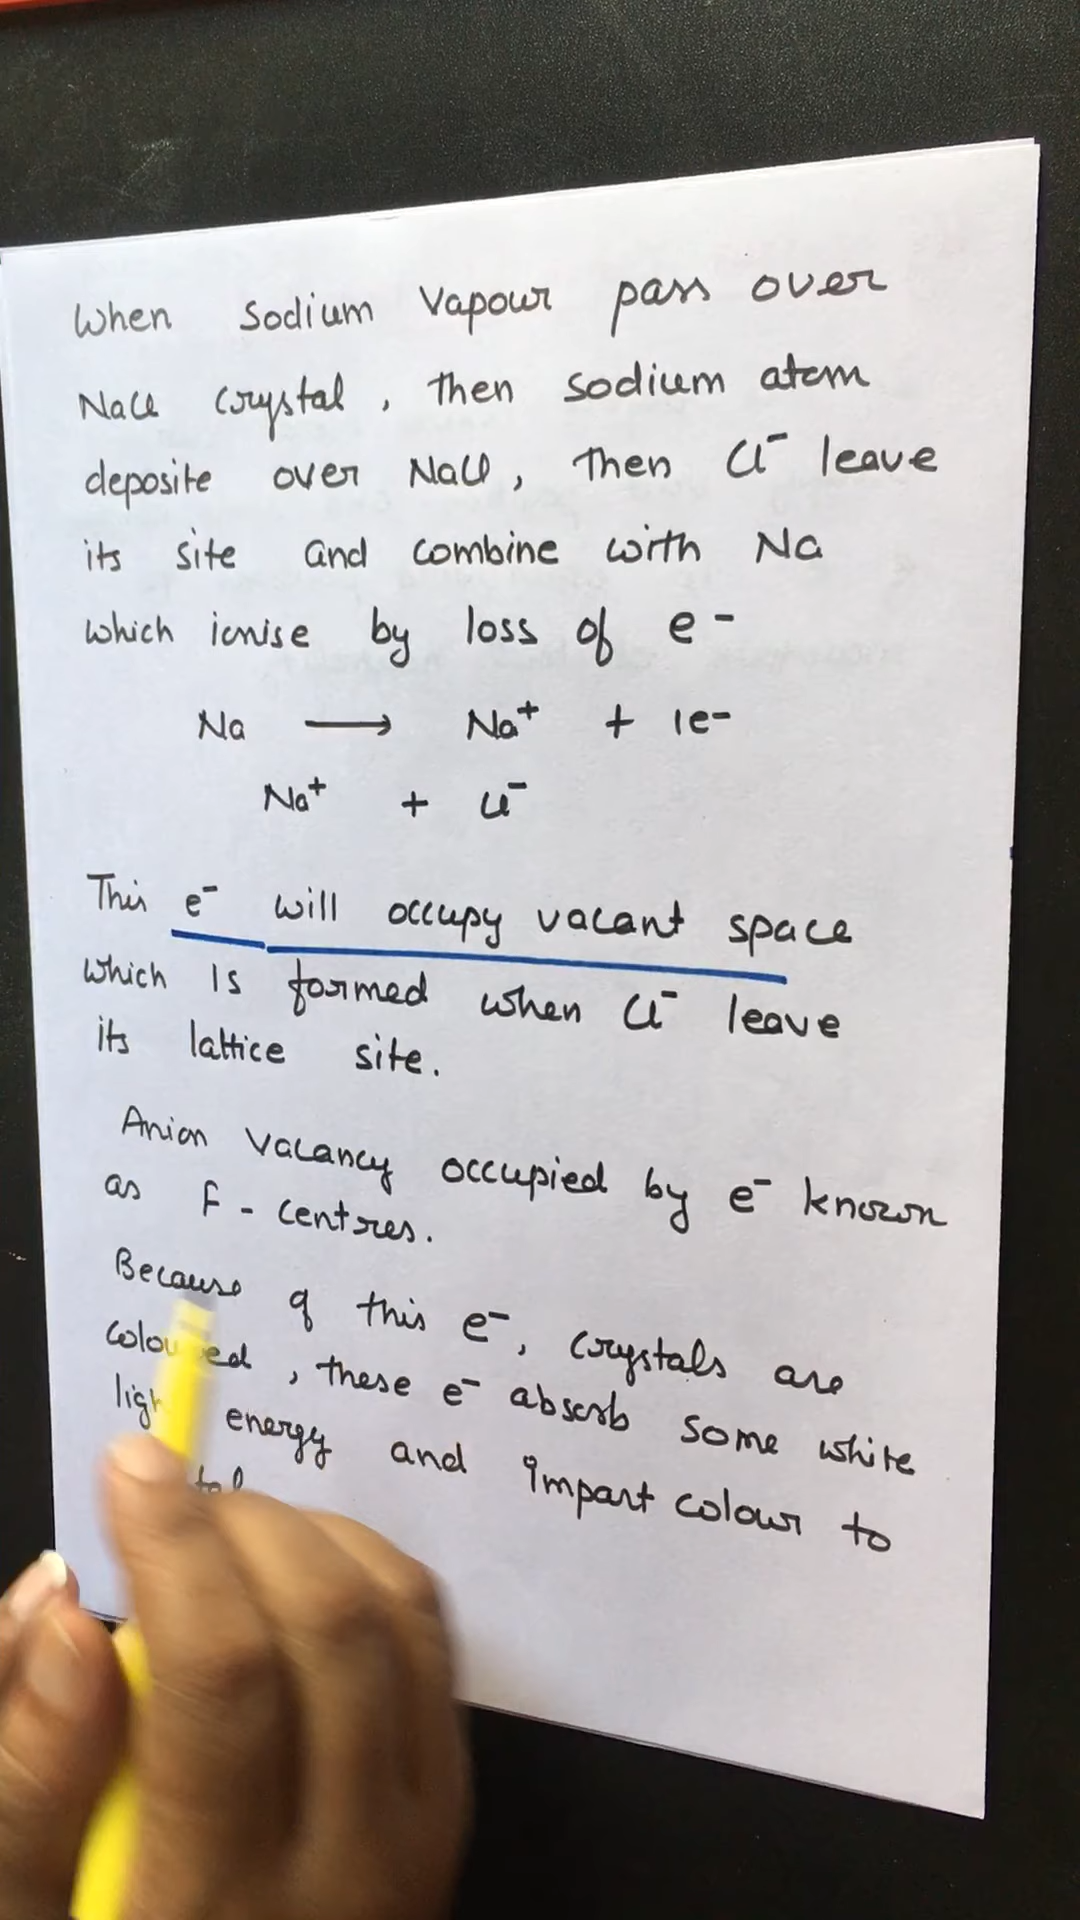 When Sodium Vapour pass over
NaCl crystal, then sodium atom
deposite over NaCl, then Cl⁻ leave
its site and combine with Na
which ionise by loss of e-
Na ⟶ Na⁺ + 1e-
Na⁺ + Cl⁻
This e⁻ will occupy vacant space
which is formed when Cl⁻ leave
its lattice site.
Anion vacancy occupied by e⁻ known
as F-centres.
Because of this e⁻, crystals are
coloured, these e⁻ absorb some white
light energy and impart colour to